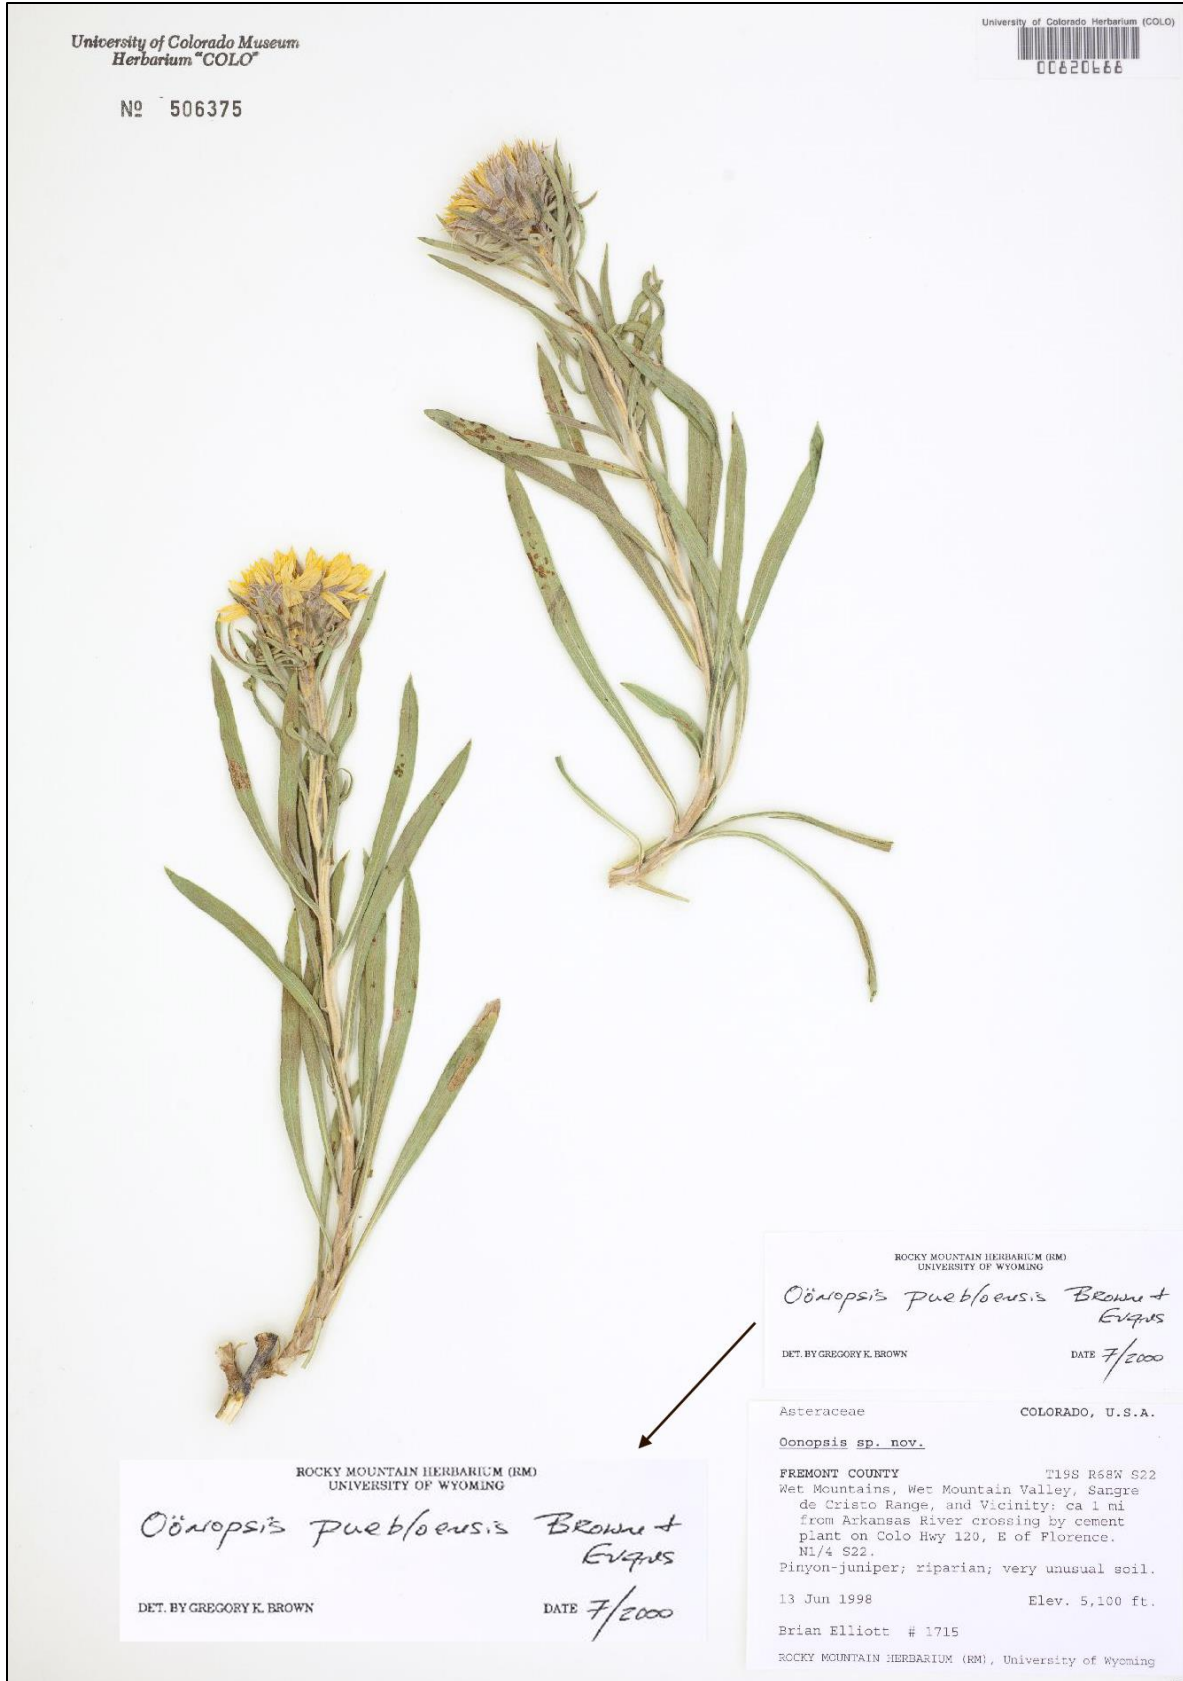 University of Colorado Museum
Herbarium "COLO"
Nº 506375
University of Colorado Herbarium (COLO)
00820688
ROCKY MOUNTAIN HERBARIUM (RM)
UNIVERSITY OF WYOMING
Oönopsis puebloensis Brown +
Evans
DET. BY GREGORY K. BROWN DATE 7/2000
Asteraceae COLORADO, U.S.A.
Oonopsis sp. nov.
FREMONT COUNTY T19S R68W S22
Wet Mountains, Wet Mountain Valley, Sangre
de Cristo Range, and Vicinity: ca 1 mi
from Arkansas River crossing by cement
plant on Colo Hwy 120, E of Florence.
N1/4 S22.
Pinyon-juniper; riparian; very unusual soil.
13 Jun 1998 Elev. 5,100 ft.
Brian Elliott # 1715
ROCKY MOUNTAIN HERBARIUM (RM), University of Wyoming
ROCKY MOUNTAIN HERBARIUM (RM)
UNIVERSITY OF WYOMING
Oönopsis puebloensis Brown +
Evans
DET. BY GREGORY K. BROWN DATE 7/2000